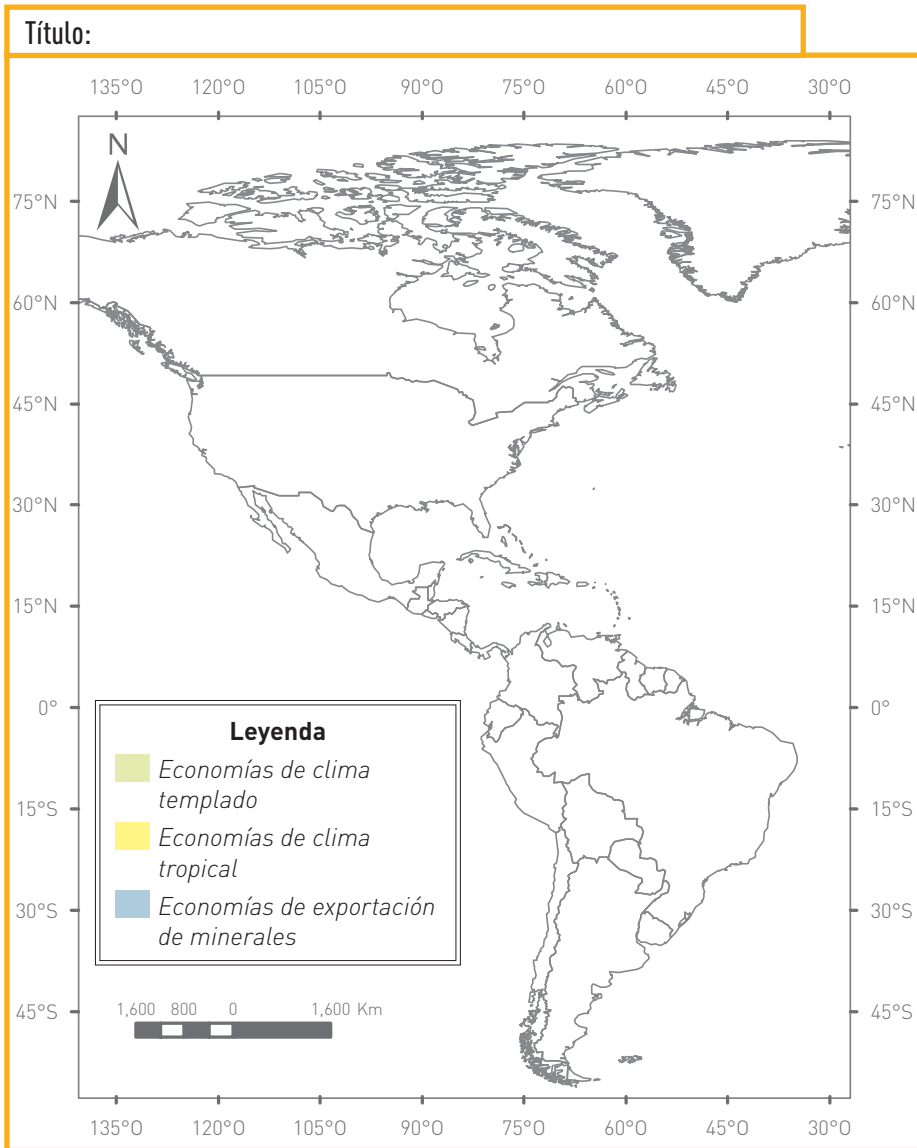 Título:
135°O 120°O 105°O 90°O 75°O 60°O 45°O 30°O
N
75°N 75°N
60°N 60°N
45°N 45°N
30°N 30°N
15°N 15°N
0° 0°
Leyenda
Economías de clima
templado
15°S 15°S
Economías de clima
tropical
30°S 30°S
Economías de exportación
de minerales
1,600 800 0 1,600 Km
45°S 45°S
135°O 120°O 105°O 90°O 75°O 60°O 45°O 30°O